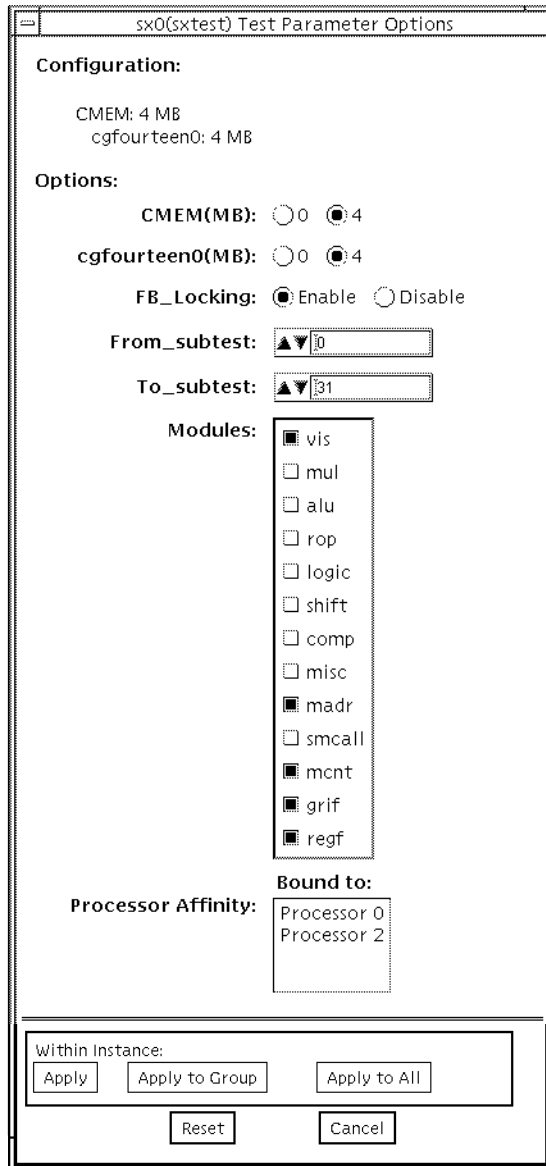 sx0(sxtest) Test Parameter Options
Configuration:
CMEM: 4 MB
cgfourteen0: 4 MB
Options:
CMEM(MB): 0 4
cgfourteen0(MB): 0 4
FB_Locking: Enable Disable
From_subtest: 0
To_subtest: 31
Modules: vis
mul
alu
rop
logic
shift
comp
misc
madr
smcall
mcnt
grif
regf
Bound to:
Processor Affinity: Processor 0
Processor 2
Within Instance:
Apply Apply to Group Apply to All
Reset Cancel